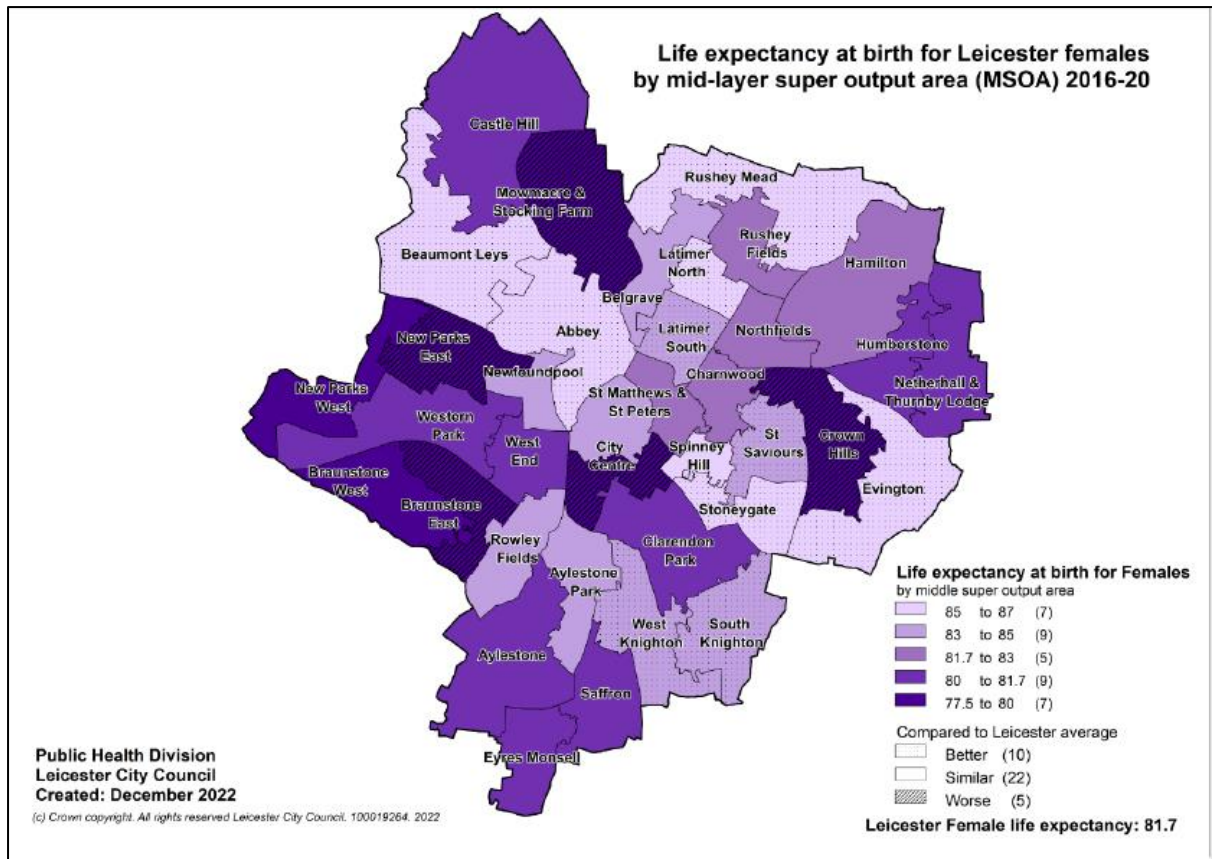 Life expectancy at birth for Leicester females
by mid-layer super output area (MSOA) 2016-20
Castle Hill
Mowmacre &
Stocking Farm
Rushey Mead
Rushey
Fields
Beaumont Leys
Latimer
North
Hamilton
Belgrave
Abbey
Latimer
South
Northfields
New Parks
East
Humberstone
Newfoundpool
Charnwood
Netherhall &
Thurnby Lodge
New Parks
West
St Matthews &
St Peters
Western
Park
West
End
City
Centre
Spinney
Hill
St
Saviours
Crown
Hills
Braunstone
West
Evington
Braunstone
East
Stoneygate
Rowley
Fields
Clarendon
Park
Aylestone
Park
West
Knighton
South
Knighton
Aylestone
Saffron
Eyres Monsell
Life expectancy at birth for Females
by middle super output area
85 to 87 (7)
83 to 85 (9)
81.7 to 83 (5)
80 to 81.7 (9)
77.5 to 80 (7)
Compared to Leicester average
Better (10)
Similar (22)
Worse (5)
Leicester Female life expectancy: 81.7
Public Health Division
Leicester City Council
Created: December 2022
(c) Crown copyright. All rights reserved Leicester City Council. 100019264. 2022